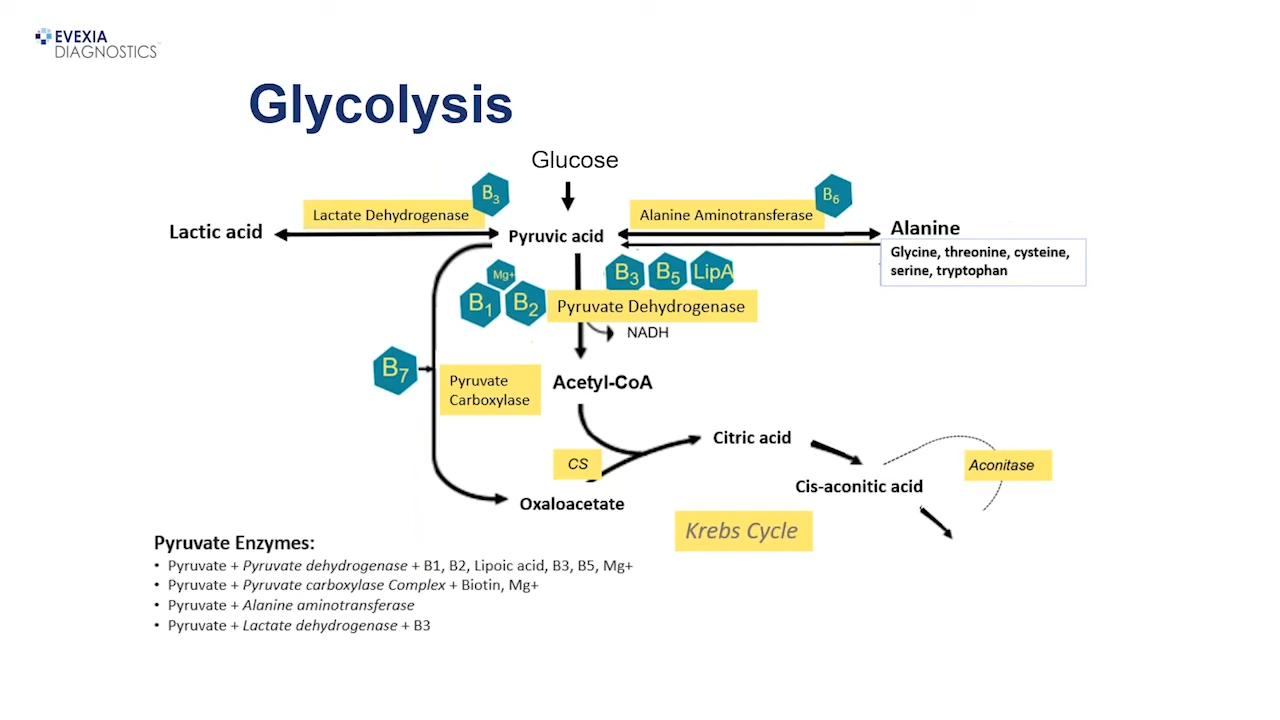 EVEXIA
DIAGNOSTICS
Glycolysis
Glucose
B3
B6
Lactate Dehydrogenase
Alanine Aminotransferase
Lactic acid
Pyruvic acid
Alanine
Glycine, threonine, cysteine,
serine, tryptophan
Mg+
B3
B5
LipA
B1
B2
Pyruvate Dehydrogenase
NADH
B7
Pyruvate
Carboxylase
Acetyl-CoA
Citric acid
CS
Aconitase
Cis-aconitic acid
Oxaloacetate
Krebs Cycle
Pyruvate Enzymes:
• Pyruvate + Pyruvate dehydrogenase + B1, B2, Lipoic acid, B3, B5, Mg+
• Pyruvate + Pyruvate carboxylase Complex + Biotin, Mg+
• Pyruvate + Alanine aminotransferase
• Pyruvate + Lactate dehydrogenase + B3